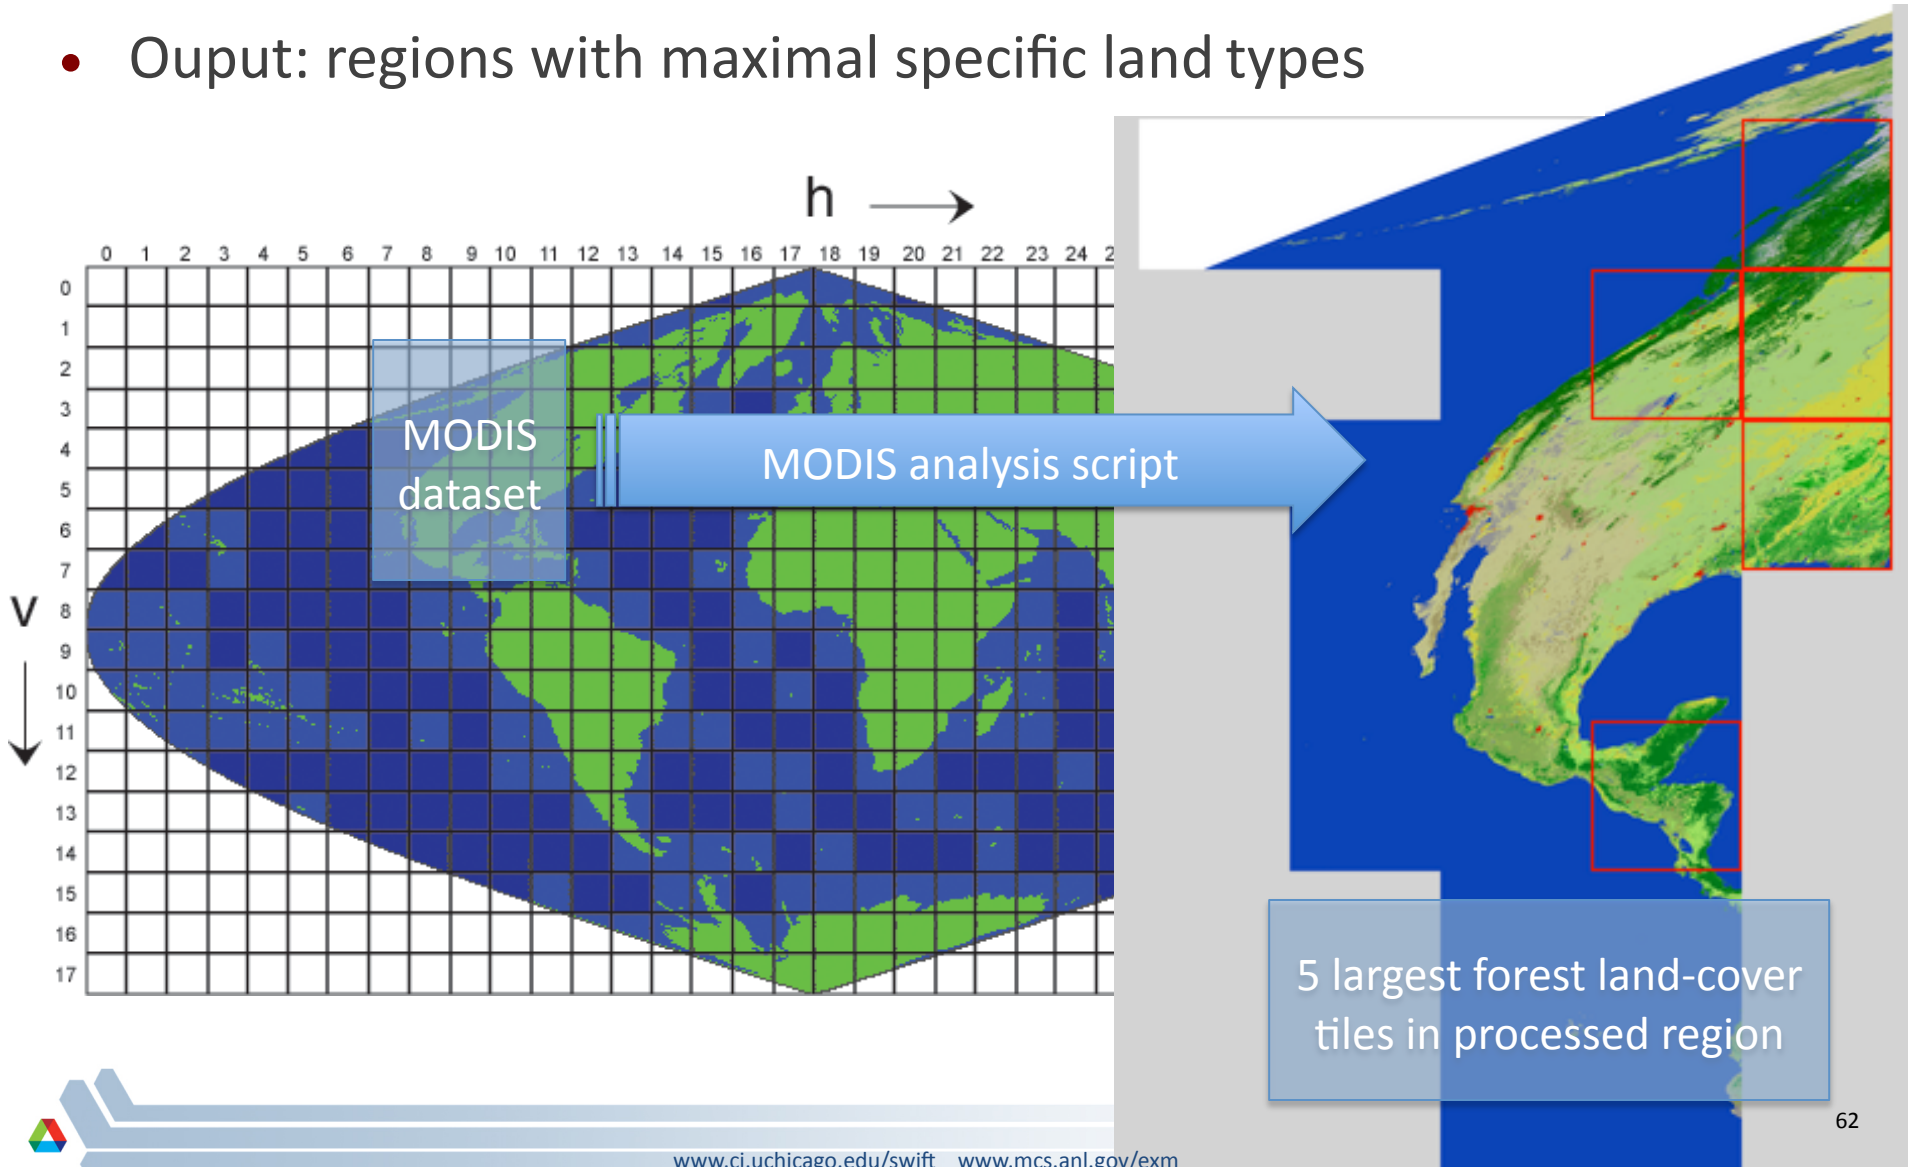 • Ouput: regions with maximal specific land types
h
0 1 2 3 4 5 6 7 8 9 10 11 12 13 14 15 16 17 18 19 20 21 22 23 24 2
0
1
2
3
4
5
6
7
8
9
10
11
12
13
14
15
16
17
v
MODIS
dataset
MODIS analysis script
5 largest forest land-cover
tiles in processed region
62
www.ci.uchicago.edu/swift www.mcs.anl.gov/exm